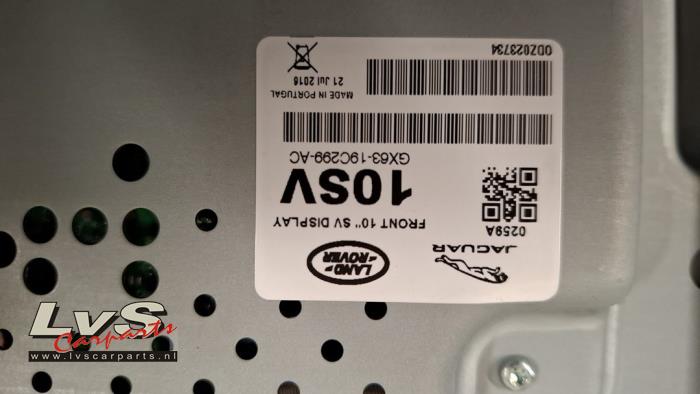 JAGUAR
LAND-
-ROVER
FRONT 10" SV DISPLAY
0259A
10SV
GX63-19C299-AC
MADE IN PORTUGAL
21 Jul 2016
ODZ023734
LvS
Carparts
www.lvscarparts.nl